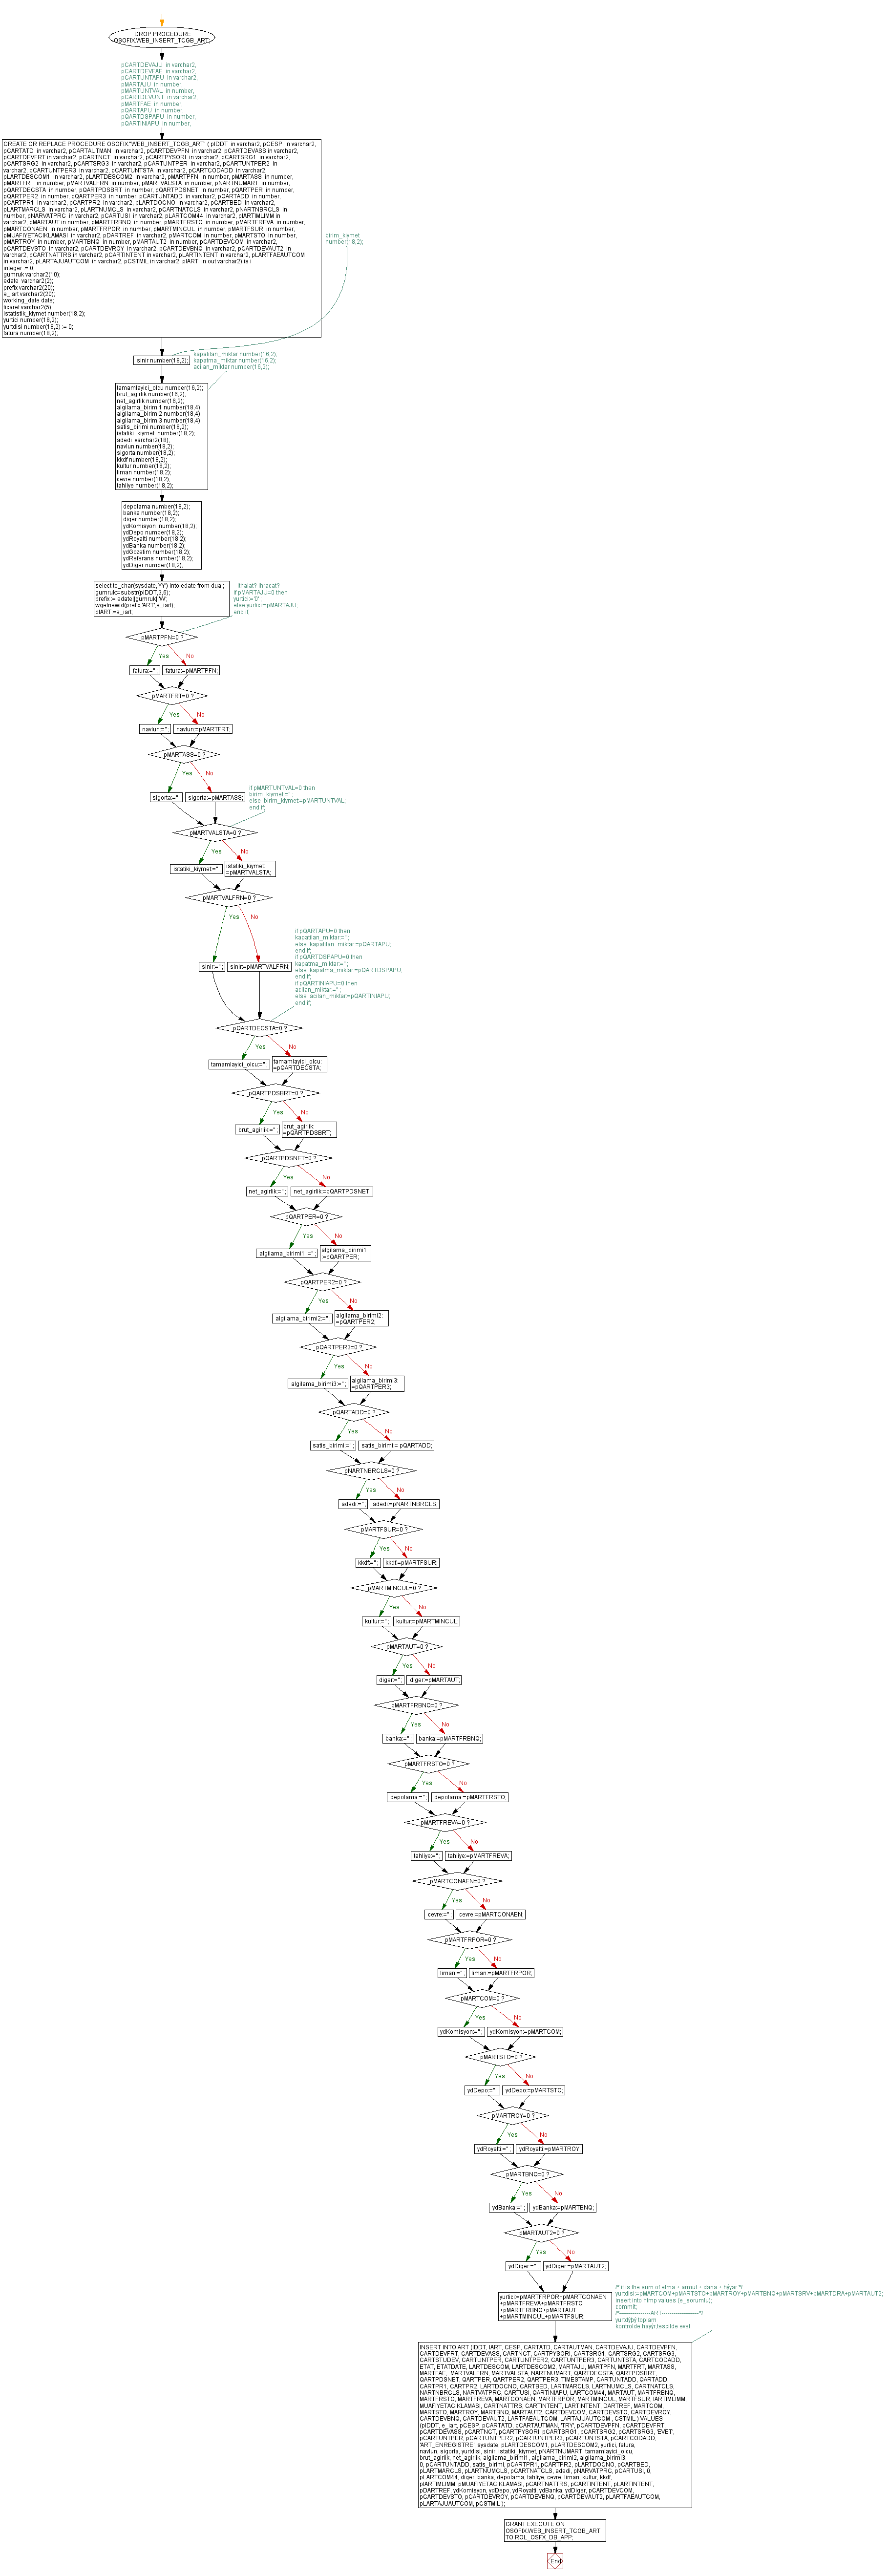 DROP PROCEDURE
OSOFIX.WEB_INSERT_TCGB_ART;
pCARTDEVAJU in varchar2,
pCARTDEVFAE in varchar2,
pCARTUNTAPU in varchar2,
pMARTAJU in number,
pMARTUNTVAL in number,
pCARTDEVUNT in varchar2,
pMARTFAE in number,
pQARTAPU in number,
pQARTDSPAPU in number,
pQARTINIAPU in number,
CREATE OR REPLACE PROCEDURE OSOFIX."WEB_INSERT_TCGB_ART" ( pIDDT in varchar2, pCESP in varchar2,
pCARTATD in varchar2, pCARTAUTMAN in varchar2, pCARTDEVPFN in varchar2, pCARTDEVASS in varchar2,
pCARTDEVFRT in varchar2, pCARTNCT in varchar2, pCARTPYSORI in varchar2, pCARTSRG1 in varchar2,
pCARTSRG2 in varchar2, pCARTSRG3 in varchar2, pCARTUNTPER in varchar2, pCARTUNTPER2 in
varchar2, pCARTUNTPER3 in varchar2, pCARTUNTSTA in varchar2, pCARTCODADD in varchar2,
pLARTDESCOM1 in varchar2, pLARTDESCOM2 in varchar2, pMARTPFN in number, pMARTASS in number,
pMARTFRT in number, pMARTVALFRN in number, pMARTVALSTA in number, pNARTNUMART in number,
pQARTDECSTA in number, pQARTPDSBRT in number, pQARTPDSNET in number, pQARTPER in number,
pQARTPER2 in number, pQARTPER3 in number, pCARTUNTADD in varchar2, pQARTADD in number,
pCARTPR1 in varchar2, pCARTPR2 in varchar2, pLARTDOCNO in varchar2, pCARTBED in varchar2,
pLARTMARCLS in varchar2, pLARTNUMCLS in varchar2, pCARTNATCLS in varchar2, pNARTNBRCLS in
number, pNARVATPRC in varchar2, pCARTUSI in varchar2, pLARTCOM44 in varchar2, pIARTIMLIMM in
varchar2, pMARTAUT in number, pMARTFRBNQ in number, pMARTFRSTO in number, pMARTFREVA in number,
pMARTCONAEN in number, pMARTFRPOR in number, pMARTMINCUL in number, pMARTFSUR in number,
pMUAFIYETACIKLAMASI in varchar2, pDARTREF in varchar2, pMARTCOM in number, pMARTSTO in number,
pMARTROY in number, pMARTBNQ in number, pMARTAUT2 in number, pCARTDEVCOM in varchar2,
pCARTDEVSTO in varchar2, pCARTDEVROY in varchar2, pCARTDEVBNQ in varchar2, pCARTDEVAUT2 in
varchar2, pCARTNATTRS in varchar2, pCARTINTENT in varchar2, pLARTINTENT in varchar2, pLARTFAEAUTCOM
in varchar2, pLARTAJUAUTCOM in varchar2, pCSTMIL in varchar2, pIART in out varchar2) is i
integer := 0;
gumruk varchar2(10);
edate varchar2(2);
prefix varchar2(20);
e_iart varchar2(20);
working_date date;
ticaret varchar2(5);
istatistik_kiymet number(18,2);
yurtici number(18,2);
yurtdisi number(18,2) := 0;
fatura number(18,2);
birim_kiymet
number(18,2);
sinir number(18,2);
kapatilan_miktar number(16,2);
kapatma_miktar number(16,2);
acilan_miktar number(16,2);
tamamlayici_olcu number(16,2);
brut_agirlik number(16,2);
net_agirlik number(16,2);
algilama_birimi1 number(18,4);
algilama_birimi2 number(18,4);
algilama_birimi3 number(18,4);
satis_birimi number(18,2);
istatiki_kiymet number(18,2);
adedi varchar2(18);
navlun number(18,2);
sigorta number(18,2);
kkdf number(18,2);
kultur number(18,2);
liman number(18,2);
cevre number(18,2);
tahliye number(18,2);
depolama number(18,2);
banka number(18,2);
diger number(18,2);
ydKomisyon number(18,2);
ydDepo number(18,2);
ydRoyalti number(18,2);
ydBanka number(18,2);
ydGozetim number(18,2);
ydReferans number(18,2);
ydDiger number(18,2);
select to_char(sysdate,'YY') into edate from dual;
gumruk:=substr(pIDDT,3,6);
prefix := edate||gumruk||'W';
wgetnewid(prefix,'ART',e_iart);
pIART:=e_iart;
--Ithalat? Ihracat? -----
if pMARTAJU=0 then
yurtici:='0' ;
else yurtici:=pMARTAJU;
end if;
pMARTPFN=0 ?
Yes No
fatura:='' ; fatura:=pMARTPFN;
pMARTFRT=0 ?
Yes No
navlun:='' ; navlun:=pMARTFRT;
pMARTASS=0 ?
Yes No
sigorta:='' ; sigorta:=pMARTASS;
if pMARTUNTVAL=0 then
birim_kiymet:='' ;
else birim_kiymet:=pMARTUNTVAL;
end if;
pMARTVALSTA=0 ?
Yes No
istatiki_kiymet:='' ; istatiki_kiymet:
=pMARTVALSTA;
pMARTVALFRN=0 ?
Yes No
sinir:='' ; sinir:=pMARTVALFRN;
if pQARTAPU=0 then
kapatilan_miktar:='' ;
else kapatilan_miktar:=pQARTAPU;
end if;
if pQARTDSPAPU=0 then
kapatma_miktar:='' ;
else kapatma_miktar:=pQARTDSPAPU;
end if;
if pQARTINIAPU=0 then
acilan_miktar:='' ;
else acilan_miktar:=pQARTINIAPU;
end if;
pQARTDECSTA=0 ?
Yes No
tamamlayici_olcu:='' ; tamamlayici_olcu:
=pQARTDECSTA;
pQARTPDSBRT=0 ?
Yes No
brut_agirlik:='' ; brut_agirlik:
=pQARTPDSBRT;
pQARTPDSNET=0 ?
Yes No
net_agirlik:='' ; net_agirlik:=pQARTPDSNET;
pQARTPER=0 ?
Yes No
algilama_birimi1 :='' ; algilama_birimi1
:=pQARTPER;
pQARTPER2=0 ?
Yes No
algilama_birimi2:='' ; algilama_birimi2:
=pQARTPER2;
pQARTPER3=0 ?
Yes No
algilama_birimi3:='' ; algilama_birimi3:
=pQARTPER3;
pQARTADD=0 ?
Yes No
satis_birimi:='' ; satis_birimi:= pQARTADD;
pNARTNBRCLS=0 ?
Yes No
adedi:='' ; adedi:=pNARTNBRCLS;
pMARTFSUR=0 ?
Yes No
kkdf:='' ; kkdf:=pMARTFSUR;
pMARTMINCUL=0 ?
Yes No
kultur:='' ; kultur:=pMARTMINCUL;
pMARTAUT=0 ?
Yes No
diger:='' ; diger:=pMARTAUT;
pMARTFRBNQ=0 ?
Yes No
banka:='' ; banka:=pMARTFRBNQ;
pMARTFRSTO=0 ?
Yes No
depolama:='' ; depolama:=pMARTFRSTO;
pMARTFREVA=0 ?
Yes No
tahliye:='' ; tahliye:=pMARTFREVA;
pMARTCONAEN=0 ?
Yes No
cevre:='' ; cevre:=pMARTCONAEN;
pMARTFRPOR=0 ?
Yes No
liman:='' ; liman:=pMARTFRPOR;
pMARTCOM=0 ?
Yes No
ydKomisyon:='' ; ydKomisyon:=pMARTCOM;
pMARTSTO=0 ?
Yes No
ydDepo:='' ; ydDepo:=pMARTSTO;
pMARTROY=0 ?
Yes No
ydRoyalti:='' ; ydRoyalti:=pMARTROY;
pMARTBNQ=0 ?
Yes No
ydBanka:='' ; ydBanka:=pMARTBNQ;
pMARTAUT2=0 ?
Yes No
ydDiger:='' ; ydDiger:=pMARTAUT2;
yurtici:=pMARTFRPOR+pMARTCONAEN
+pMARTFREVA+pMARTFRSTO
+pMARTFRBNQ+pMARTAUT
+pMARTMINCUL+pMARTFSUR;
/* it is the sum of elma + armut + dana + hýyar */
yurtdisi:=pMARTCOM+pMARTSTO+pMARTROY+pMARTBNQ+pMARTSRV+pMARTDRA+pMARTAUT2;
insert into htmp values (e_sorumlu);
commit;
/*---------------ART------------------*/
yurtdýþý toplam
kontrolde hayýr,tescilde evet
INSERT INTO ART (IDDT, IART, CESP, CARTATD, CARTAUTMAN, CARTDEVAJU, CARTDEVPFN,
CARTDEVFRT, CARTDEVASS, CARTNCT, CARTPYSORI, CARTSRG1, CARTSRG2, CARTSRG3,
CARTSTUDEV, CARTUNTPER, CARTUNTPER2, CARTUNTPER3, CARTUNTSTA, CARTCODADD,
ETAT, ETATDATE, LARTDESCOM, LARTDESCOM2, MARTAJU, MARTPFN, MARTFRT, MARTASS,
MARTFAE, MARTVALFRN, MARTVALSTA, NARTNUMART, QARTDECSTA, QARTPDSBRT,
QARTPDSNET, QARTPER, QARTPER2, QARTPER3, TIMESTAMP, CARTUNTADD, QARTADD,
CARTPR1, CARTPR2, LARTDOCNO, CARTBED, LARTMARCLS, LARTNUMCLS, CARTNATCLS,
NARTNBRCLS, NARTVATPRC, CARTUSI, QARTINIAPU, LARTCOM44, MARTAUT, MARTFRBNQ,
MARTFRSTO, MARTFREVA, MARTCONAEN, MARTFRPOR, MARTMINCUL, MARTFSUR, IARTIMLIMM,
MUAFIYETACIKLAMASI, CARTNATTRS, CARTINTENT, LARTINTENT, DARTREF, MARTCOM,
MARTSTO, MARTROY, MARTBNQ, MARTAUT2, CARTDEVCOM, CARTDEVSTO, CARTDEVROY,
CARTDEVBNQ, CARTDEVAUT2, LARTFAEAUTCOM, LARTAJUAUTCOM , CSTMIL ) VALUES
(pIDDT, e_iart, pCESP, pCARTATD, pCARTAUTMAN, 'TRY', pCARTDEVPFN, pCARTDEVFRT,
pCARTDEVASS, pCARTNCT, pCARTPYSORI, pCARTSRG1, pCARTSRG2, pCARTSRG3, 'EVET',
pCARTUNTPER, pCARTUNTPER2, pCARTUNTPER3, pCARTUNTSTA, pCARTCODADD,
'ART_ENREGISTRE', sysdate, pLARTDESCOM1, pLARTDESCOM2, yurtici, fatura,
navlun, sigorta, yurtdisi, sinir, istatiki_kiymet, pNARTNUMART, tamamlayici_olcu,
brut_agirlik, net_agirlik, algilama_birimi1, algilama_birimi2, algilama_birimi3,
0, pCARTUNTADD, satis_birimi, pCARTPR1, pCARTPR2, pLARTDOCNO, pCARTBED,
pLARTMARCLS, pLARTNUMCLS, pCARTNATCLS, adedi, pNARVATPRC, pCARTUSI, 0,
pLARTCOM44, diger, banka, depolama, tahliye, cevre, liman, kultur, kkdf,
pIARTIMLIMM, pMUAFIYETACIKLAMASI, pCARTNATTRS, pCARTINTENT, pLARTINTENT,
pDARTREF, ydKomisyon, ydDepo, ydRoyalti, ydBanka, ydDiger, pCARTDEVCOM,
pCARTDEVSTO, pCARTDEVROY, pCARTDEVBNQ, pCARTDEVAUT2, pLARTFAEAUTCOM,
pLARTAJUAUTCOM, pCSTMIL );
GRANT EXECUTE ON
OSOFIX.WEB_INSERT_TCGB_ART
TO ROL_OSFX_DB_APP;
End